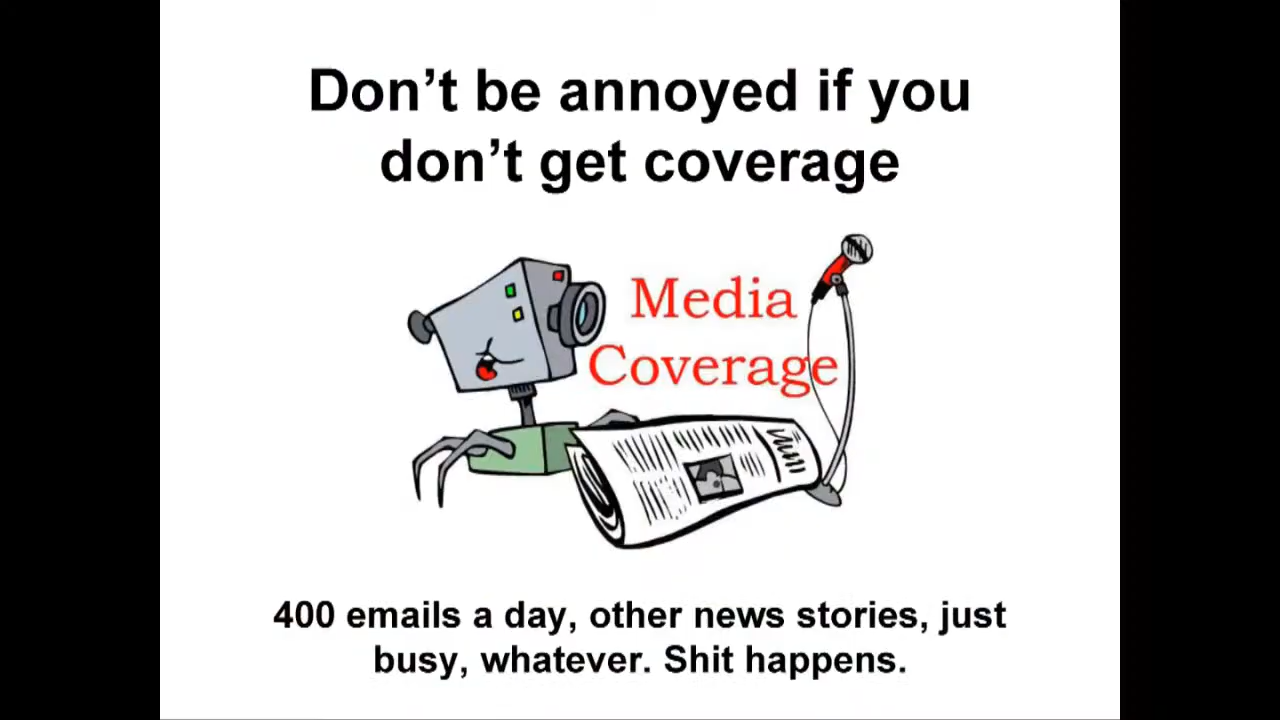 Don’t be annoyed if you
don’t get coverage
Media
Coverage
400 emails a day, other news stories, just
busy, whatever. Shit happens.